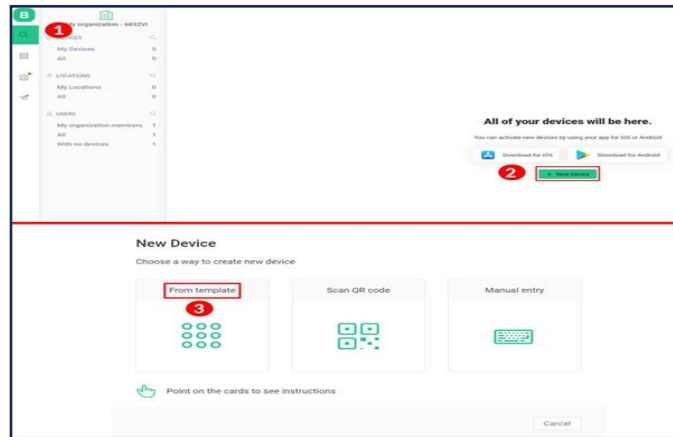 B
My organization - 6832VI
1
DEVICES
My Devices 0
All 0
LOCATIONS
My Locations 0
All 0
USERS
My organization members 1
All 1
With no devices 1
All of your devices will be here.
You can activate new devices by using your app for iOS or Android
Download for iOS
Download for Android
2
+ New Device
New Device
Choose a way to create new device
From template
Scan QR code
Manual entry
3
Point on the cards to see instructions
Cancel